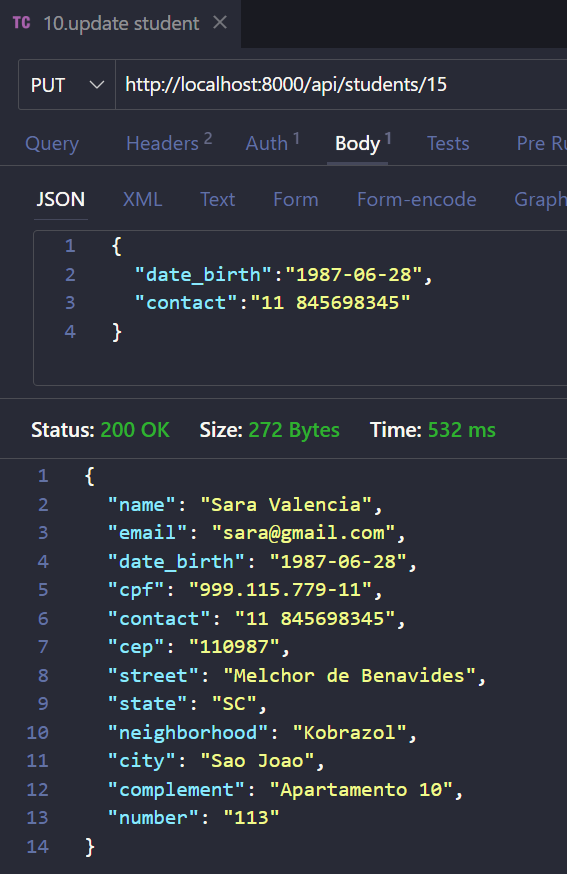 TC 10.update student ×
PUT http://localhost:8000/api/students/15
Query Headers 2 Auth 1 Body 1 Tests Pre Ru
JSON XML Text Form Form-encode Graph
1 {
2 "date_birth":"1987-06-28",
3 "contact":"11 845698345"
4 }
Status: 200 OK Size: 272 Bytes Time: 532 ms
1 {
2 "name": "Sara Valencia",
3 "email": "sara@gmail.com",
4 "date_birth": "1987-06-28",
5 "cpf": "999.115.779-11",
6 "contact": "11 845698345",
7 "cep": "110987",
8 "street": "Melchor de Benavides",
9 "state": "SC",
10 "neighborhood": "Kobrazol",
11 "city": "Sao Joao",
12 "complement": "Apartamento 10",
13 "number": "113"
14 }